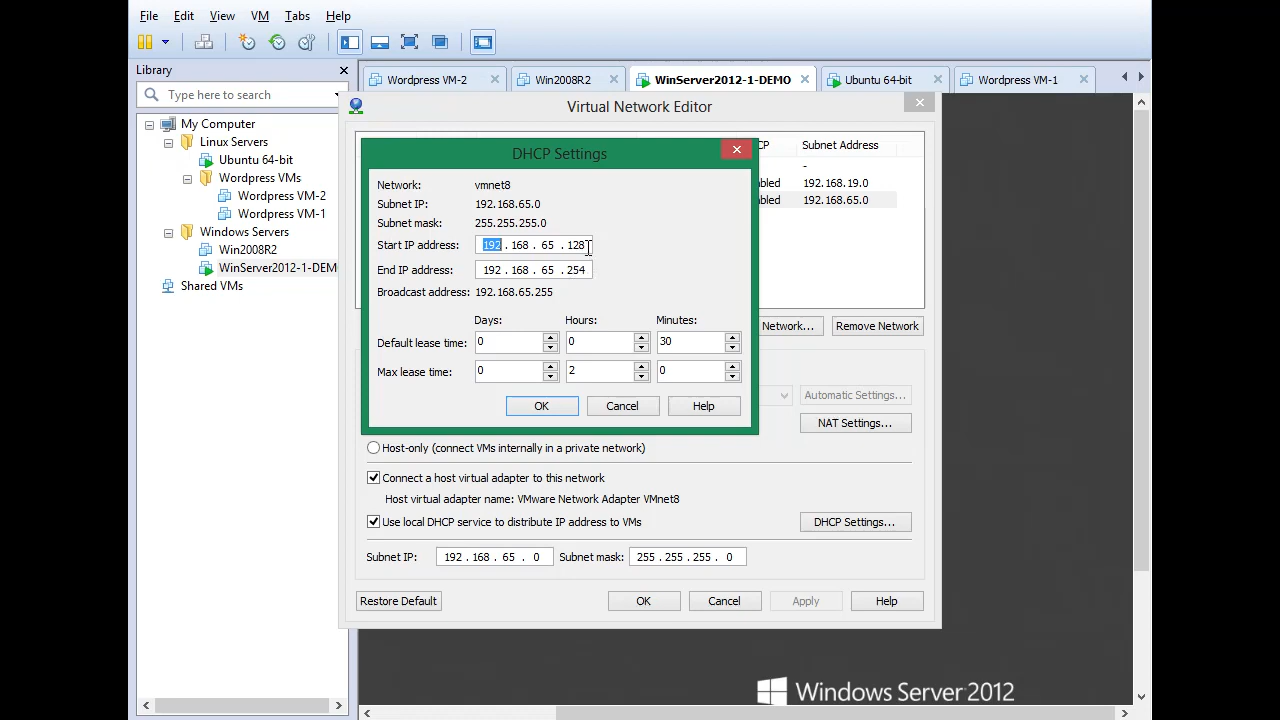 File Edit View VM Tabs Help
Library
Type here to search
My Computer
Linux Servers
Ubuntu 64-bit
Wordpress VMs
Wordpress VM-2
Wordpress VM-1
Windows Servers
Win2008R2
WinServer2012-1-DEM
Shared VMs
Wordpress VM-2 Win2008R2 WinServer2012-1-DEMO Ubuntu 64-bit Wordpress VM-1
Virtual Network Editor
CP Subnet Address
-
bled 192.168.19.0
bled 192.168.65.0
DHCP Settings
Network: vmnet8
Subnet IP: 192.168.65.0
Subnet mask: 255.255.255.0
Start IP address: 192 . 168 . 65 . 128
End IP address: 192 . 168 . 65 . 254
Broadcast address: 192.168.65.255
Days: Hours: Minutes:
Default lease time: 0 0 30
Max lease time: 0 2 0
OK Cancel Help
Network... Remove Network
Automatic Settings...
NAT Settings...
Host-only (connect VMs internally in a private network)
Connect a host virtual adapter to this network
Host virtual adapter name: VMware Network Adapter VMnet8
Use local DHCP service to distribute IP address to VMs
DHCP Settings...
Subnet IP: 192 . 168 . 65 . 0 Subnet mask: 255 . 255 . 255 . 0
Restore Default OK Cancel Apply Help
Windows Server 2012